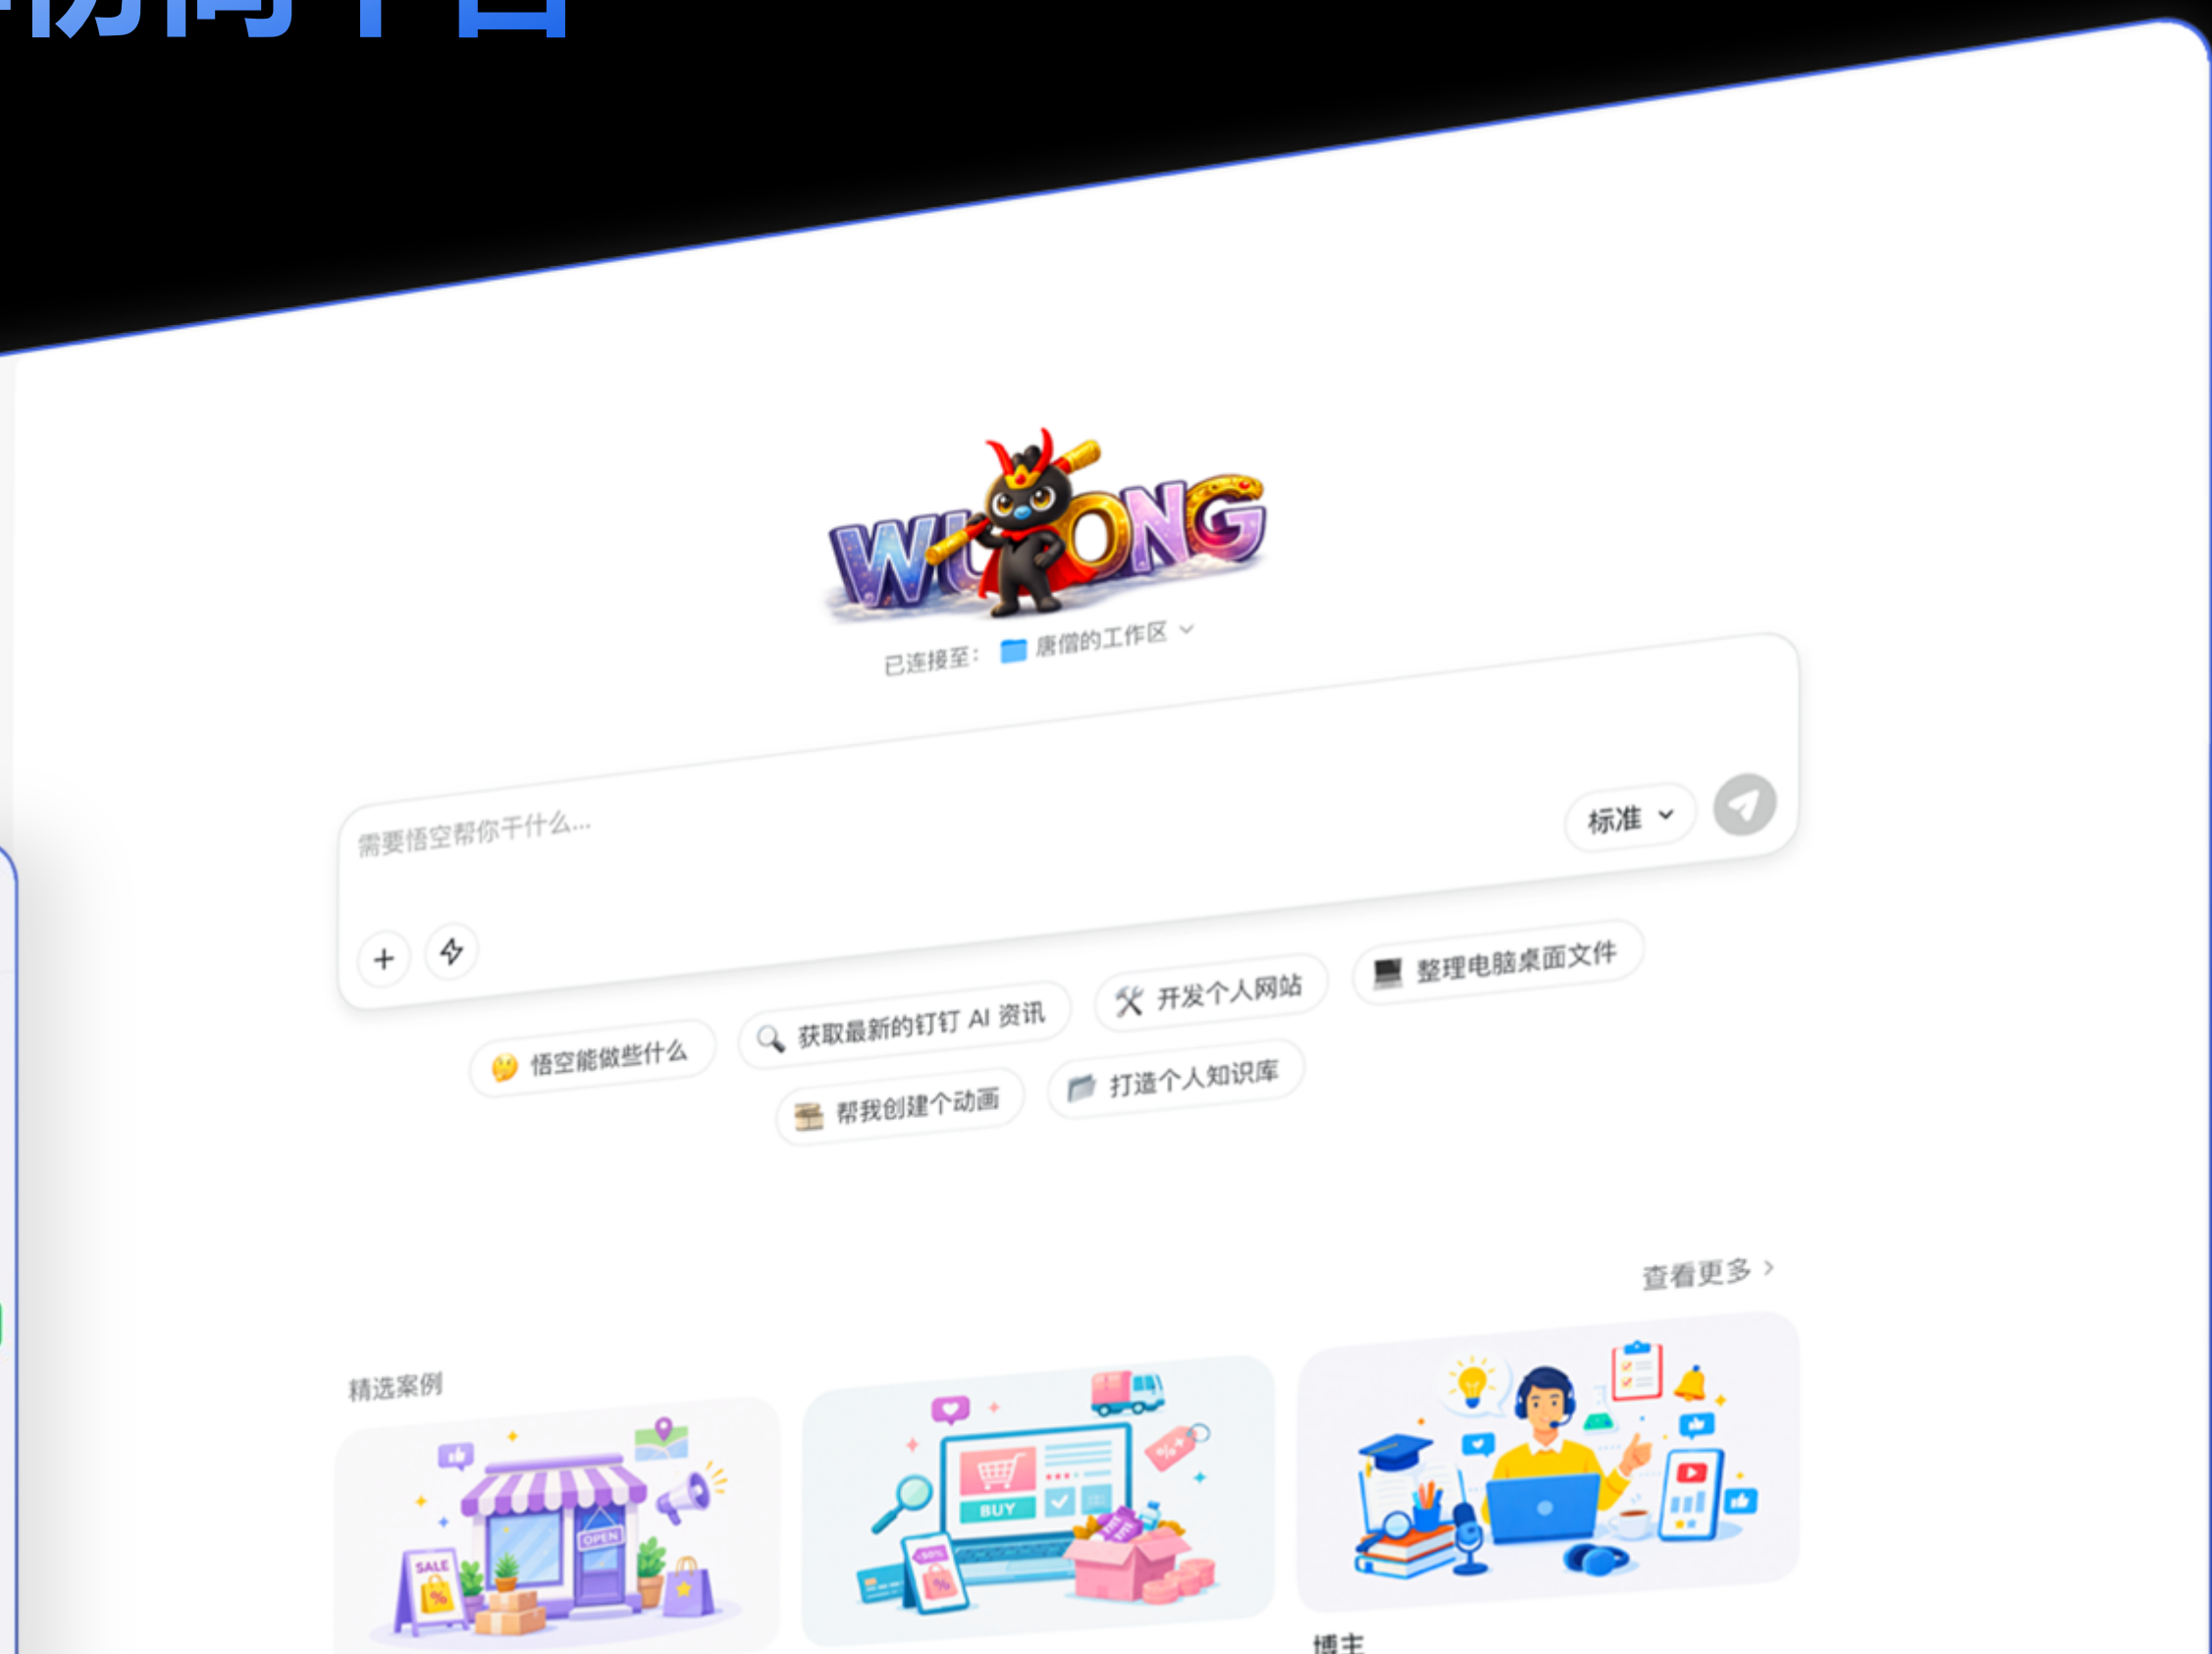 WUKONG
已连接至： 唐僧的工作区
需要悟空帮你干什么...
标准
悟空能做些什么
获取最新的钉钉 AI 资讯
开发个人网站
整理电脑桌面文件
帮我创建个动画
打造个人知识库
查看更多
精选案例
SALE
%
OPEN
BUY
%
-50%
%
博主